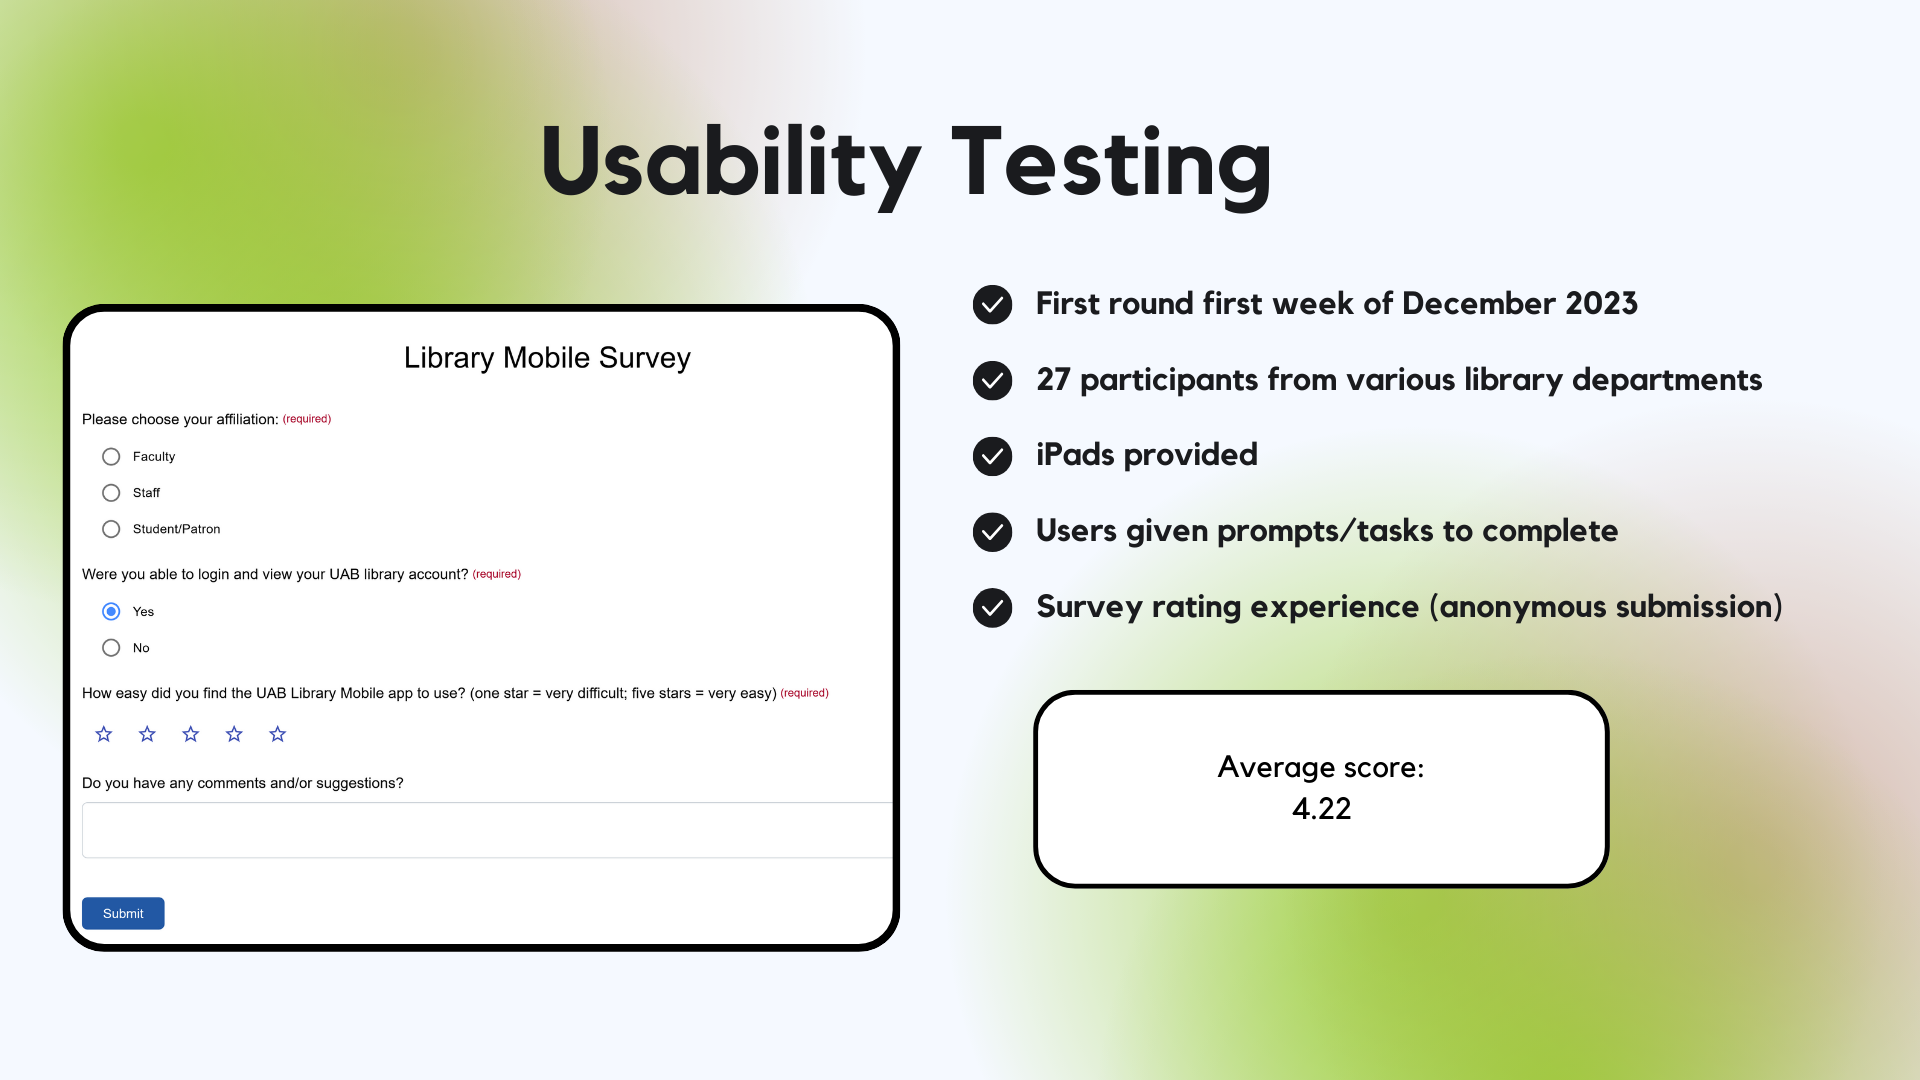 Usability Testing
Library Mobile Survey
Please choose your affiliation: (required)
Faculty
Staff
Student/Patron
Were you able to login and view your UAB library account? (required)
Yes
No
How easy did you find the UAB Library Mobile app to use? (one star = very difficult; five stars = very easy) (required)
Do you have any comments and/or suggestions?
Submit
First round first week of December 2023
27 participants from various library departments
iPads provided
Users given prompts/tasks to complete
Survey rating experience (anonymous submission)
Average score:
4.22